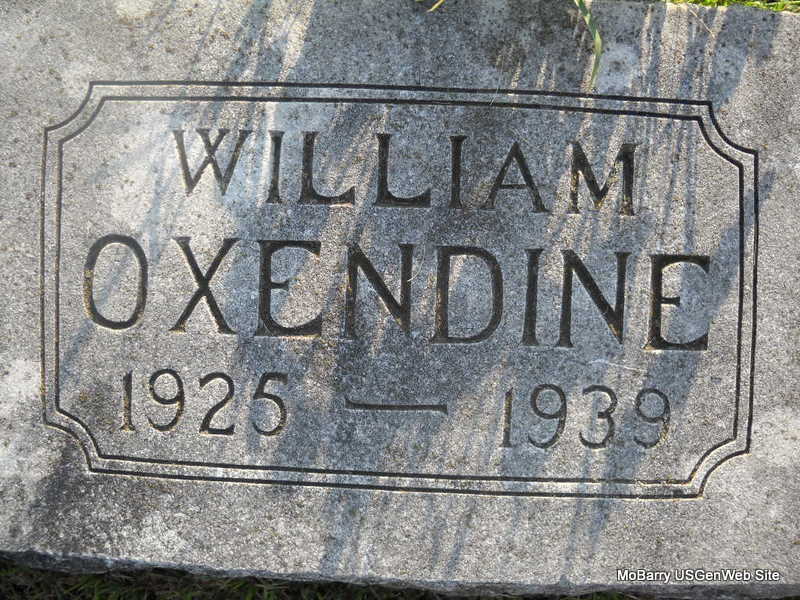 WILLIAM
OXENDINE
1925 — 1939
MoBarry USGenWeb Site